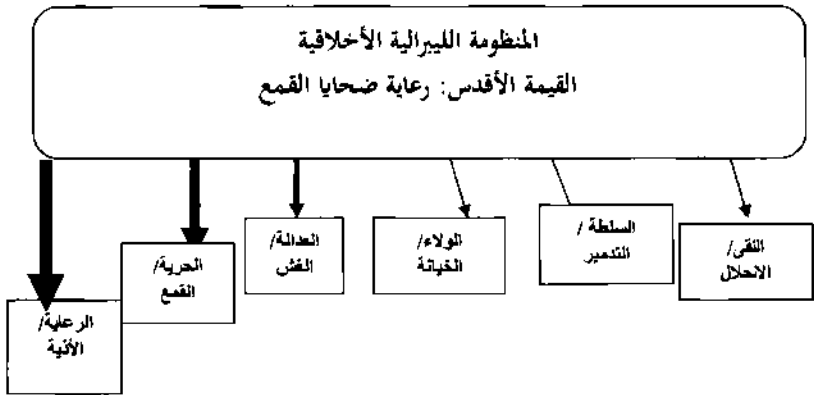 المنظومة الليبرالية الأخلاقية
القيمة الأقدس: رعاية ضحايا القمع
التقى/
الانحلال
السلطة /
التدمير
الولاء/
الخيانة
العدالة/
الغش
الحرية/
القمع
الرعاية/
الأذية